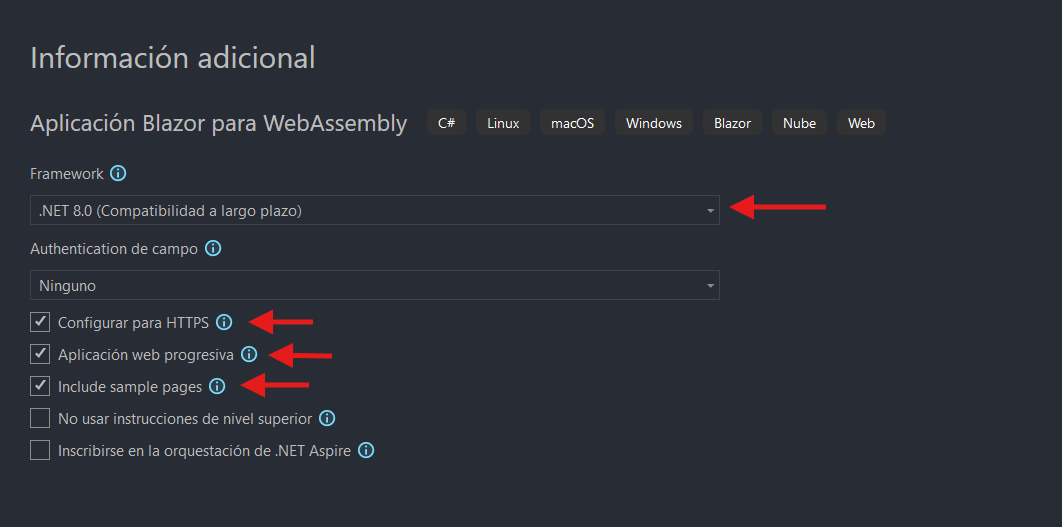 Información adicional
Aplicación Blazor para WebAssembly C# Linux macOS Windows Blazor Nube Web
Framework
.NET 8.0 (Compatibilidad a largo plazo)
Authentication de campo
Ninguno
Configurar para HTTPS
Aplicación web progresiva
Include sample pages
No usar instrucciones de nivel superior
Inscribirse en la orquestación de .NET Aspire